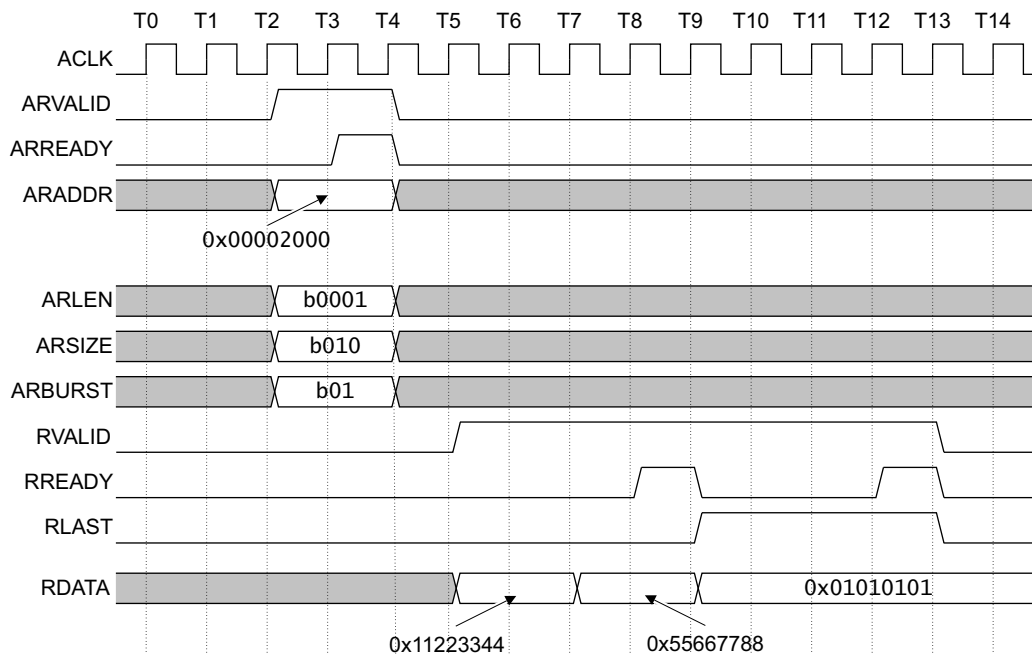 T0 T1 T2 T3 T4 T5 T6 T7 T8 T9 T10 T11 T12 T13 T14
ACLK
ARVALID
ARREADY
ARADDR
0x00002000
ARLEN b0001
ARSIZE b010
ARBURST b01
RVALID
RREADY
RLAST
RDATA 0x01010101
0x11223344 0x55667788